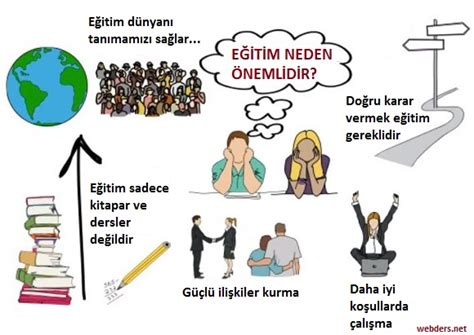 Eğitim dünyanı
tanımamızı sağlar...
EĞİTİM NEDEN
ÖNEMLİDİR?
Doğru karar
vermek eğitim
gereklidir
Eğitim sadece
kitapar ve
dersler
değildir
Güçlü ilişkiler kurma
Daha iyi
koşullarda
çalışma
webders.net